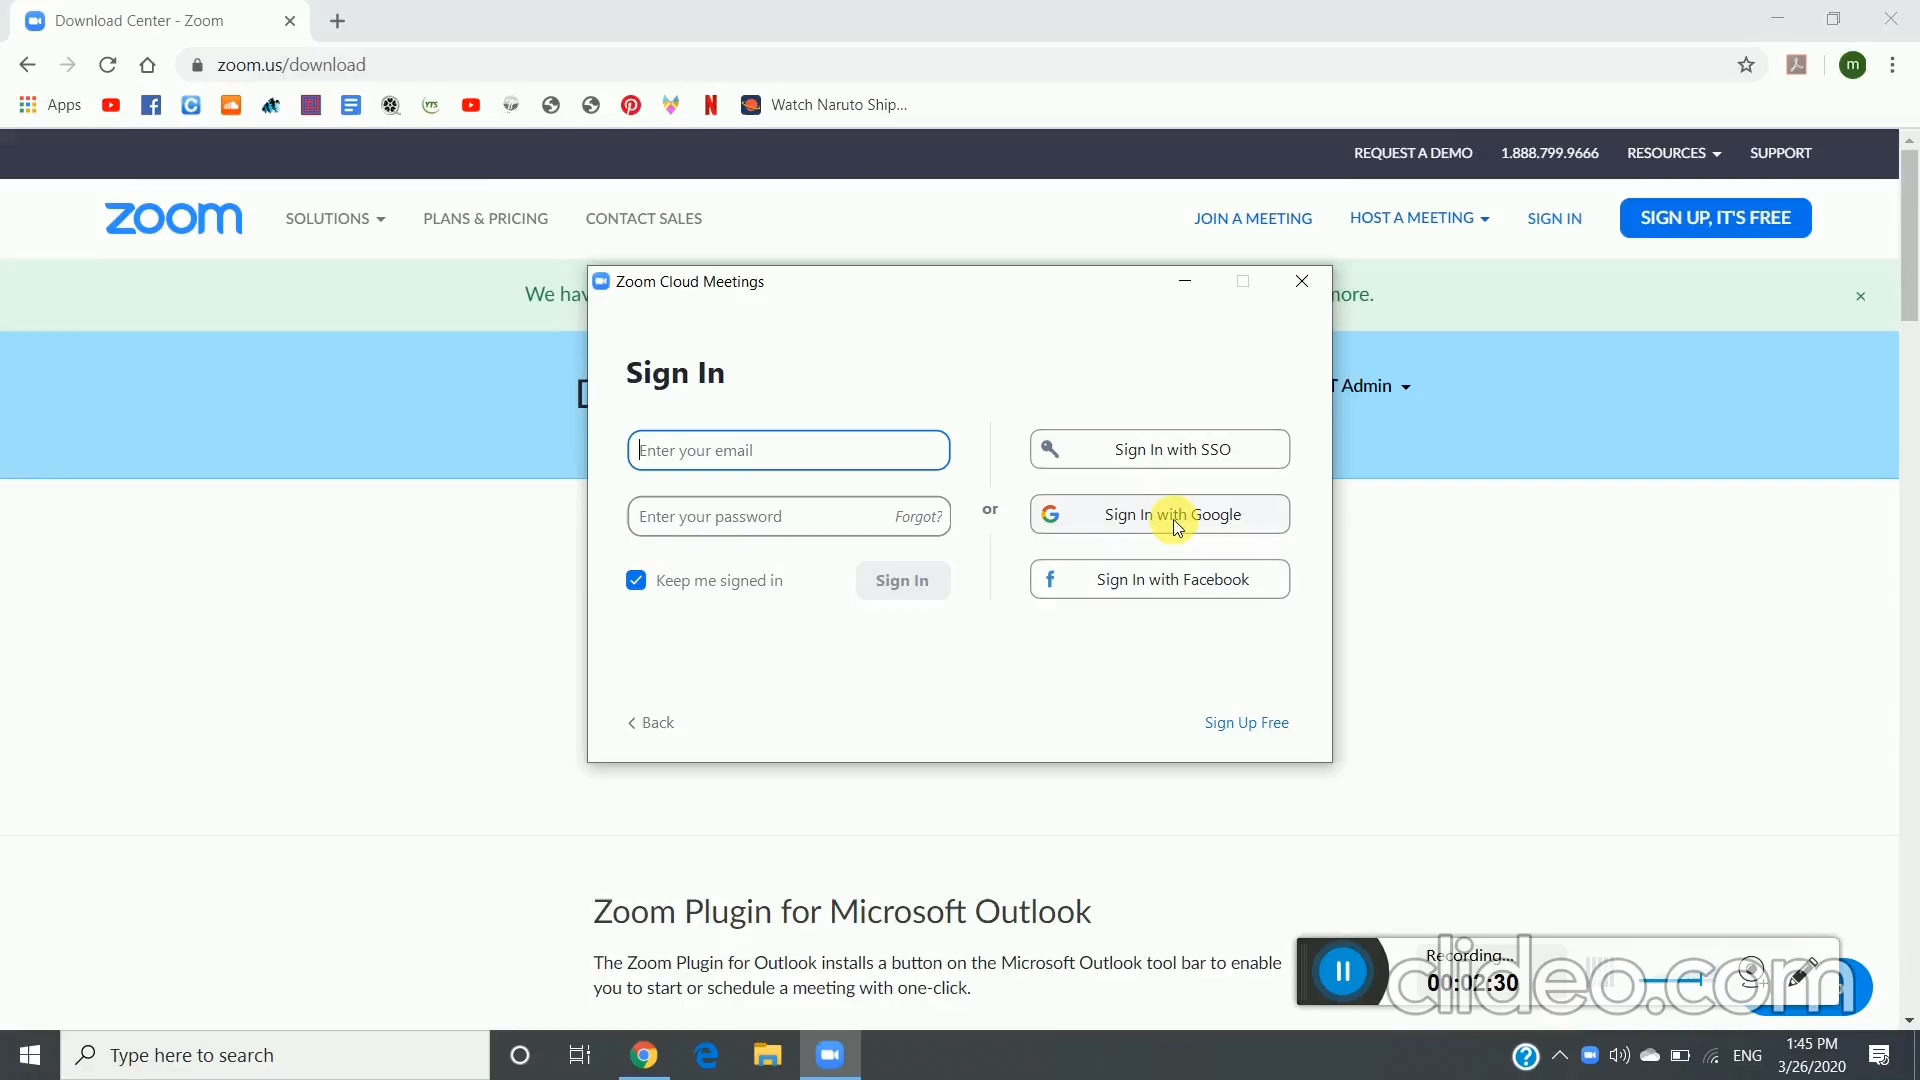 Download Center - Zoom
zoom.us/download
m
Apps
YTS
Watch Naruto Ship...
REQUEST A DEMO
1.888.799.9666
RESOURCES
SUPPORT
zoom
SOLUTIONS
PLANS & PRICING
CONTACT SALES
JOIN A MEETING
HOST A MEETING
SIGN IN
SIGN UP, IT'S FREE
We hav
more.
Zoom Cloud Meetings
T Admin
Sign In
Enter your email
Sign In with SSO
Enter your password
Forgot?
or
Sign In with Google
Keep me signed in
Sign In
Sign In with Facebook
Back
Sign Up Free
Zoom Plugin for Microsoft Outlook
The Zoom Plugin for Outlook installs a button on the Microsoft Outlook tool bar to enable
you to start or schedule a meeting with one-click.
Recording...
00:02:30
clideo.com
Type here to search
ENG
1:45 PM
3/26/2020